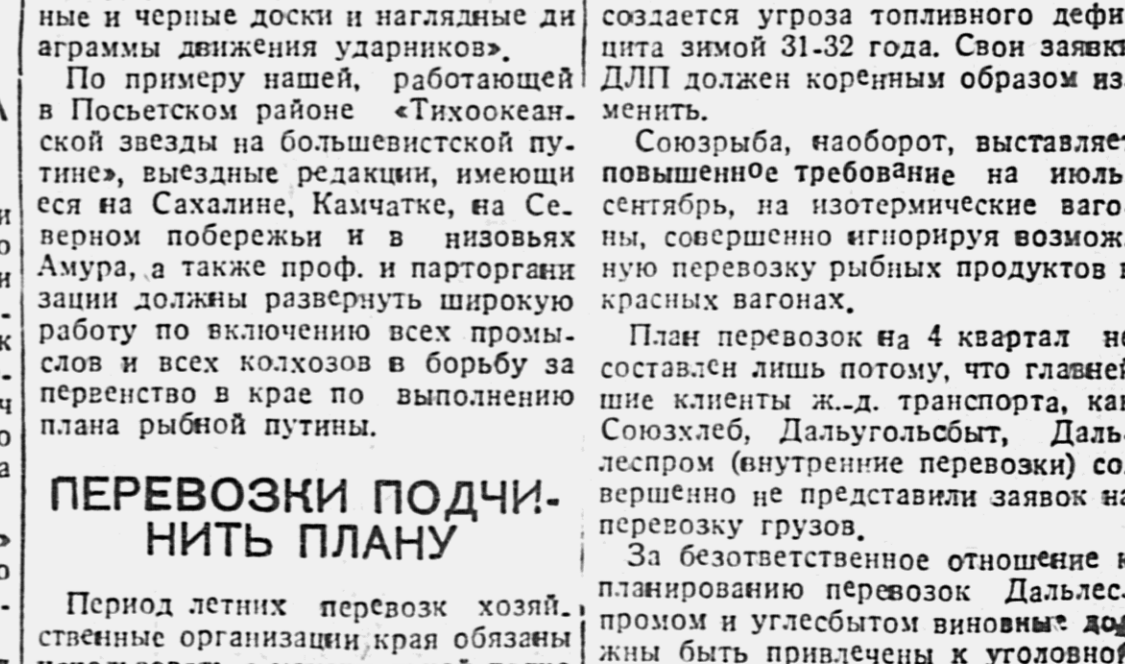 ные и черные доски и наглядные ди
аграммы движения ударников».
По примеру нашей, работающей
в Посьетском районе «Тихоокеан-
ской звезды на большевистской пу-
тине», выездные редакции, имеющи
еся на Сахалине, Камчатке, на Се-
верном побережьи и в низовьях
Амура, а также проф. и парторгани
зации должны развернуть широкую
работу по включению всех промы-
слов и всех колхозов в борьбу за
первенство в крае по выполнению
плана рыбной путины.
ПЕРЕВОЗКИ ПОДЧИ-
НИТЬ ПЛАНУ
Период летних перевозк хозяй-
ственные организации края обязаны
создается угроза топливного дефи
цита зимой 31-32 года. Свои заявки
ДЛП должен коренным образом из
менить.
Союзрыба, наоборот, выставляет
повышенное требование на июль
сентябрь, на изотермические ваго
ны, совершенно игнорируя возмож.
ную перевозку рыбных продуктов в
красных вагонах.
План перевозок на 4 квартал не
составлен лишь потому, что главней
шие клиенты ж.-д. транспорта, как
Союзхлеб, Дальугольсбыт, Даль-
леспром (внутренние перевозки) со.
вершенно не представили заявок на
перевозку грузов.
За безответственное отношение к
планированию перевозок Дальлес.
промом и углесбытом виновные дол
жны быть привлечены к уголовной